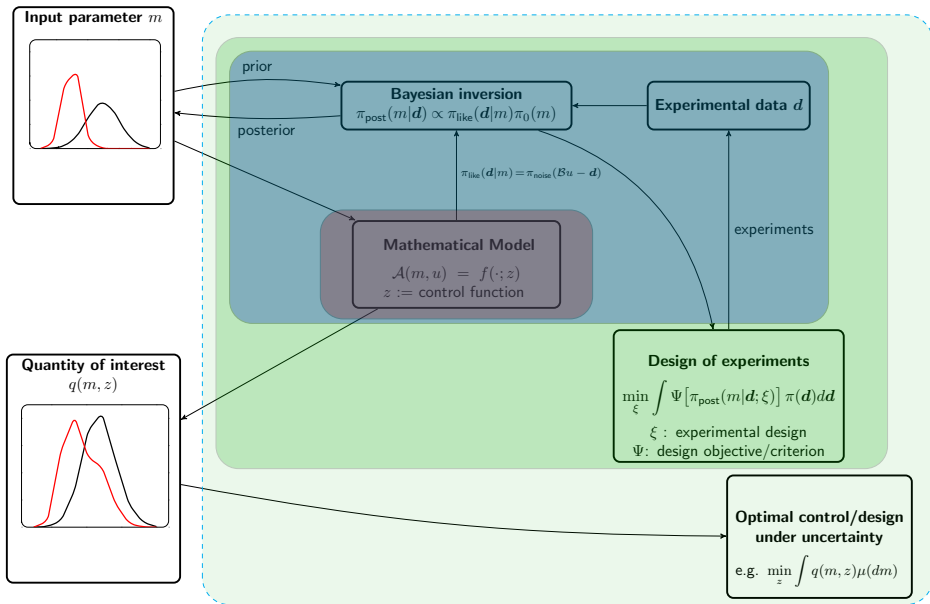 Input parameter m
prior
posterior
Bayesian inversion
π_post(m|d) ∝ π_like(d|m)π_0(m)
Experimental data d
π_like(d|m) = π_noise(ℬu − d)
experiments
Mathematical Model
𝒜(m, u) = f(·; z)
z := control function
Quantity of interest
q(m, z)
Design of experiments
min_ξ ∫ Ψ[π_post(m|d; ξ)] π(d)dd
ξ : experimental design
Ψ: design objective/criterion
Optimal control/design
under uncertainty
e.g. min_z ∫ q(m, z)μ(dm)